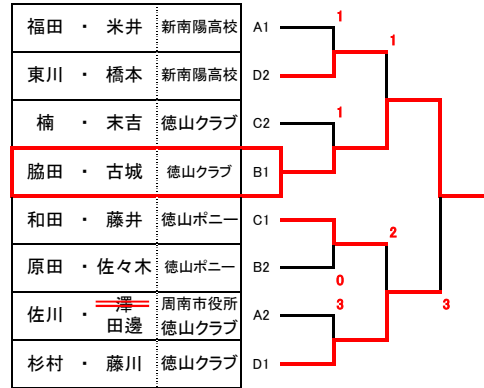 福田 ・ 米井 新南陽高校 A1
東川 ・ 橋本 新南陽高校 D2
楠 ・ 末吉 徳山クラブ C2
脇田 ・ 古城 徳山クラブ B1
和田 ・ 藤井 徳山ポニー C1
原田 ・ 佐々木 徳山ポニー B2
佐川 ・ 澤 田邊 周南市役所 徳山クラブ A2
杉村 ・ 藤川 徳山クラブ D1
1
1
1
2
0
3
3